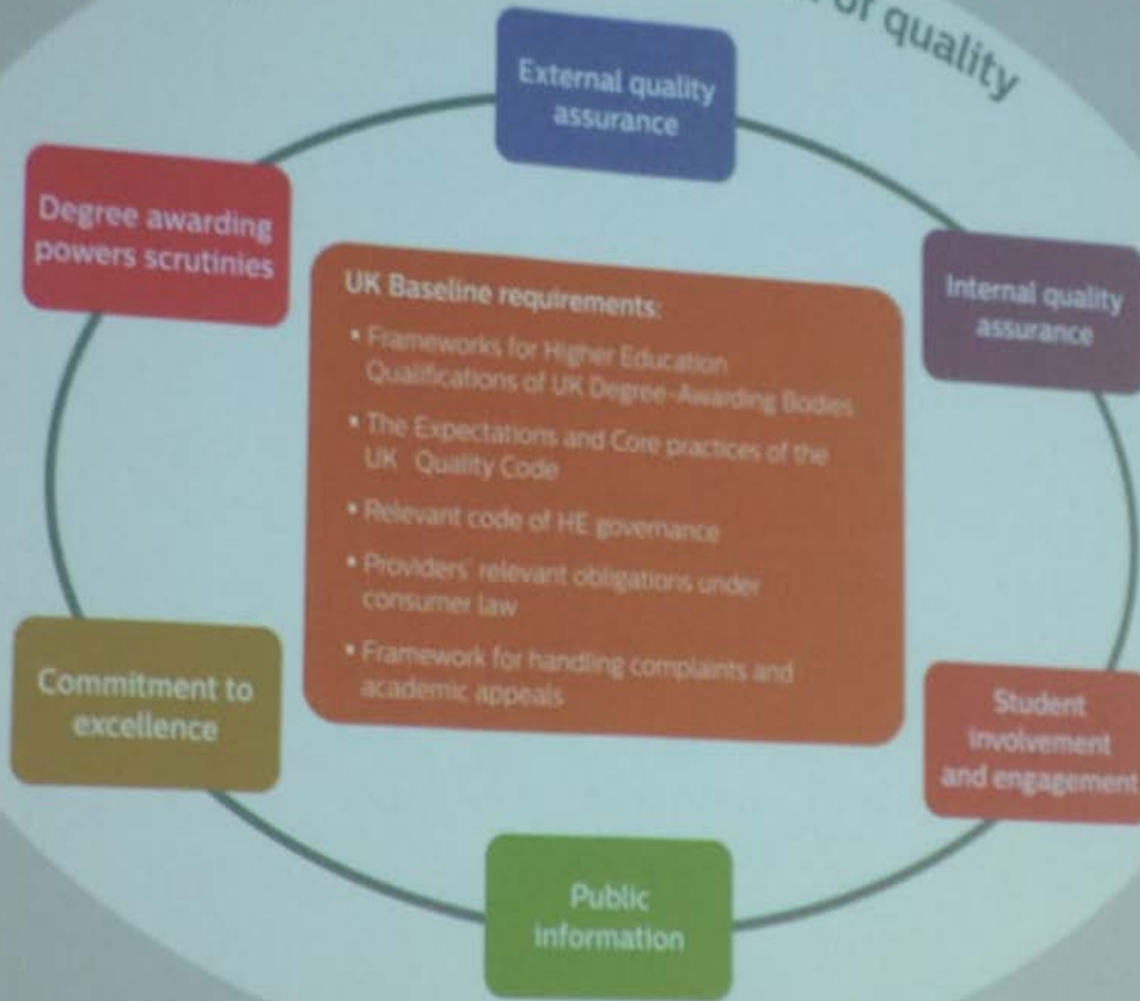 of quality
External quality
assurance
Degree awarding
powers scrutinies
Internal quality
assurance
UK Baseline requirements:
• Frameworks for Higher Education
Qualifications of UK Degree-Awarding Bodies
• The Expectations and Core practices of the
UK Quality Code
• Relevant code of HE governance
• Providers' relevant obligations under
consumer law
• Framework for handling complaints and
academic appeals
Commitment to
excellence
Student
involvement
and engagement
Public
information